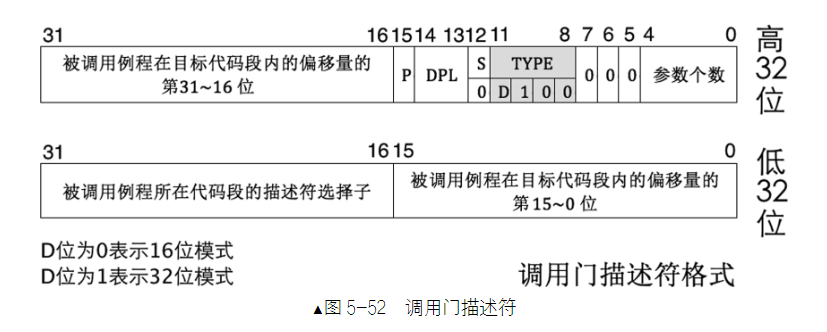 31 16 15 14 13 12 11 8 7 6 5 4 0
被调用例程在目标代码段内的偏移量的
第31~16 位
P
DPL
S
0
TYPE
D 1 0 0
0 0 0
参数个数
高32位
31 16 15 0
被调用例程所在代码段的描述符选择子
被调用例程在目标代码段内的偏移量的
第15~0 位
低32位
D位为0表示16位模式
D位为1表示32位模式
调用门描述符格式
▲图 5-52 调用门描述符